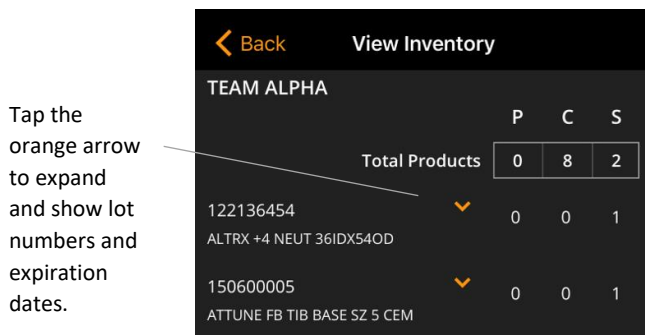 Back View Inventory
TEAM ALPHA
P C S
Total Products 0 8 2
122136454 0 0 1
ALTRX +4 NEUT 36IDX54OD
150600005 0 0 1
ATTUNE FB TIB BASE SZ 5 CEM
Tap the
orange arrow
to expand
and show lot
numbers and
expiration
dates.